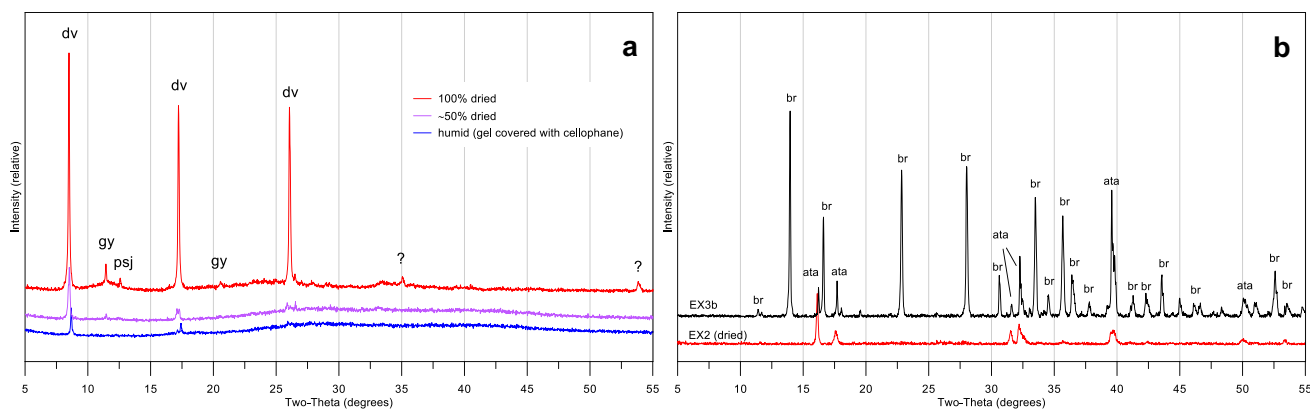 a
dv
dv
dv
gy
psj
gy
?
?
100% dried
~50% dried
humid (gel covered with cellophane)
Intensity (relative)
5 10 15 20 25 30 35 40 45 50 55
Two-Theta (degrees)
b
br
br
br
br
br
br
ata
ata
ata
ata
br
br
br
br
br
br
br
br
br
ata
br
br
EX3b
EX2 (dried)
Intensity (relative)
5 10 15 20 25 30 35 40 45 50 55
Two-Theta (degrees)